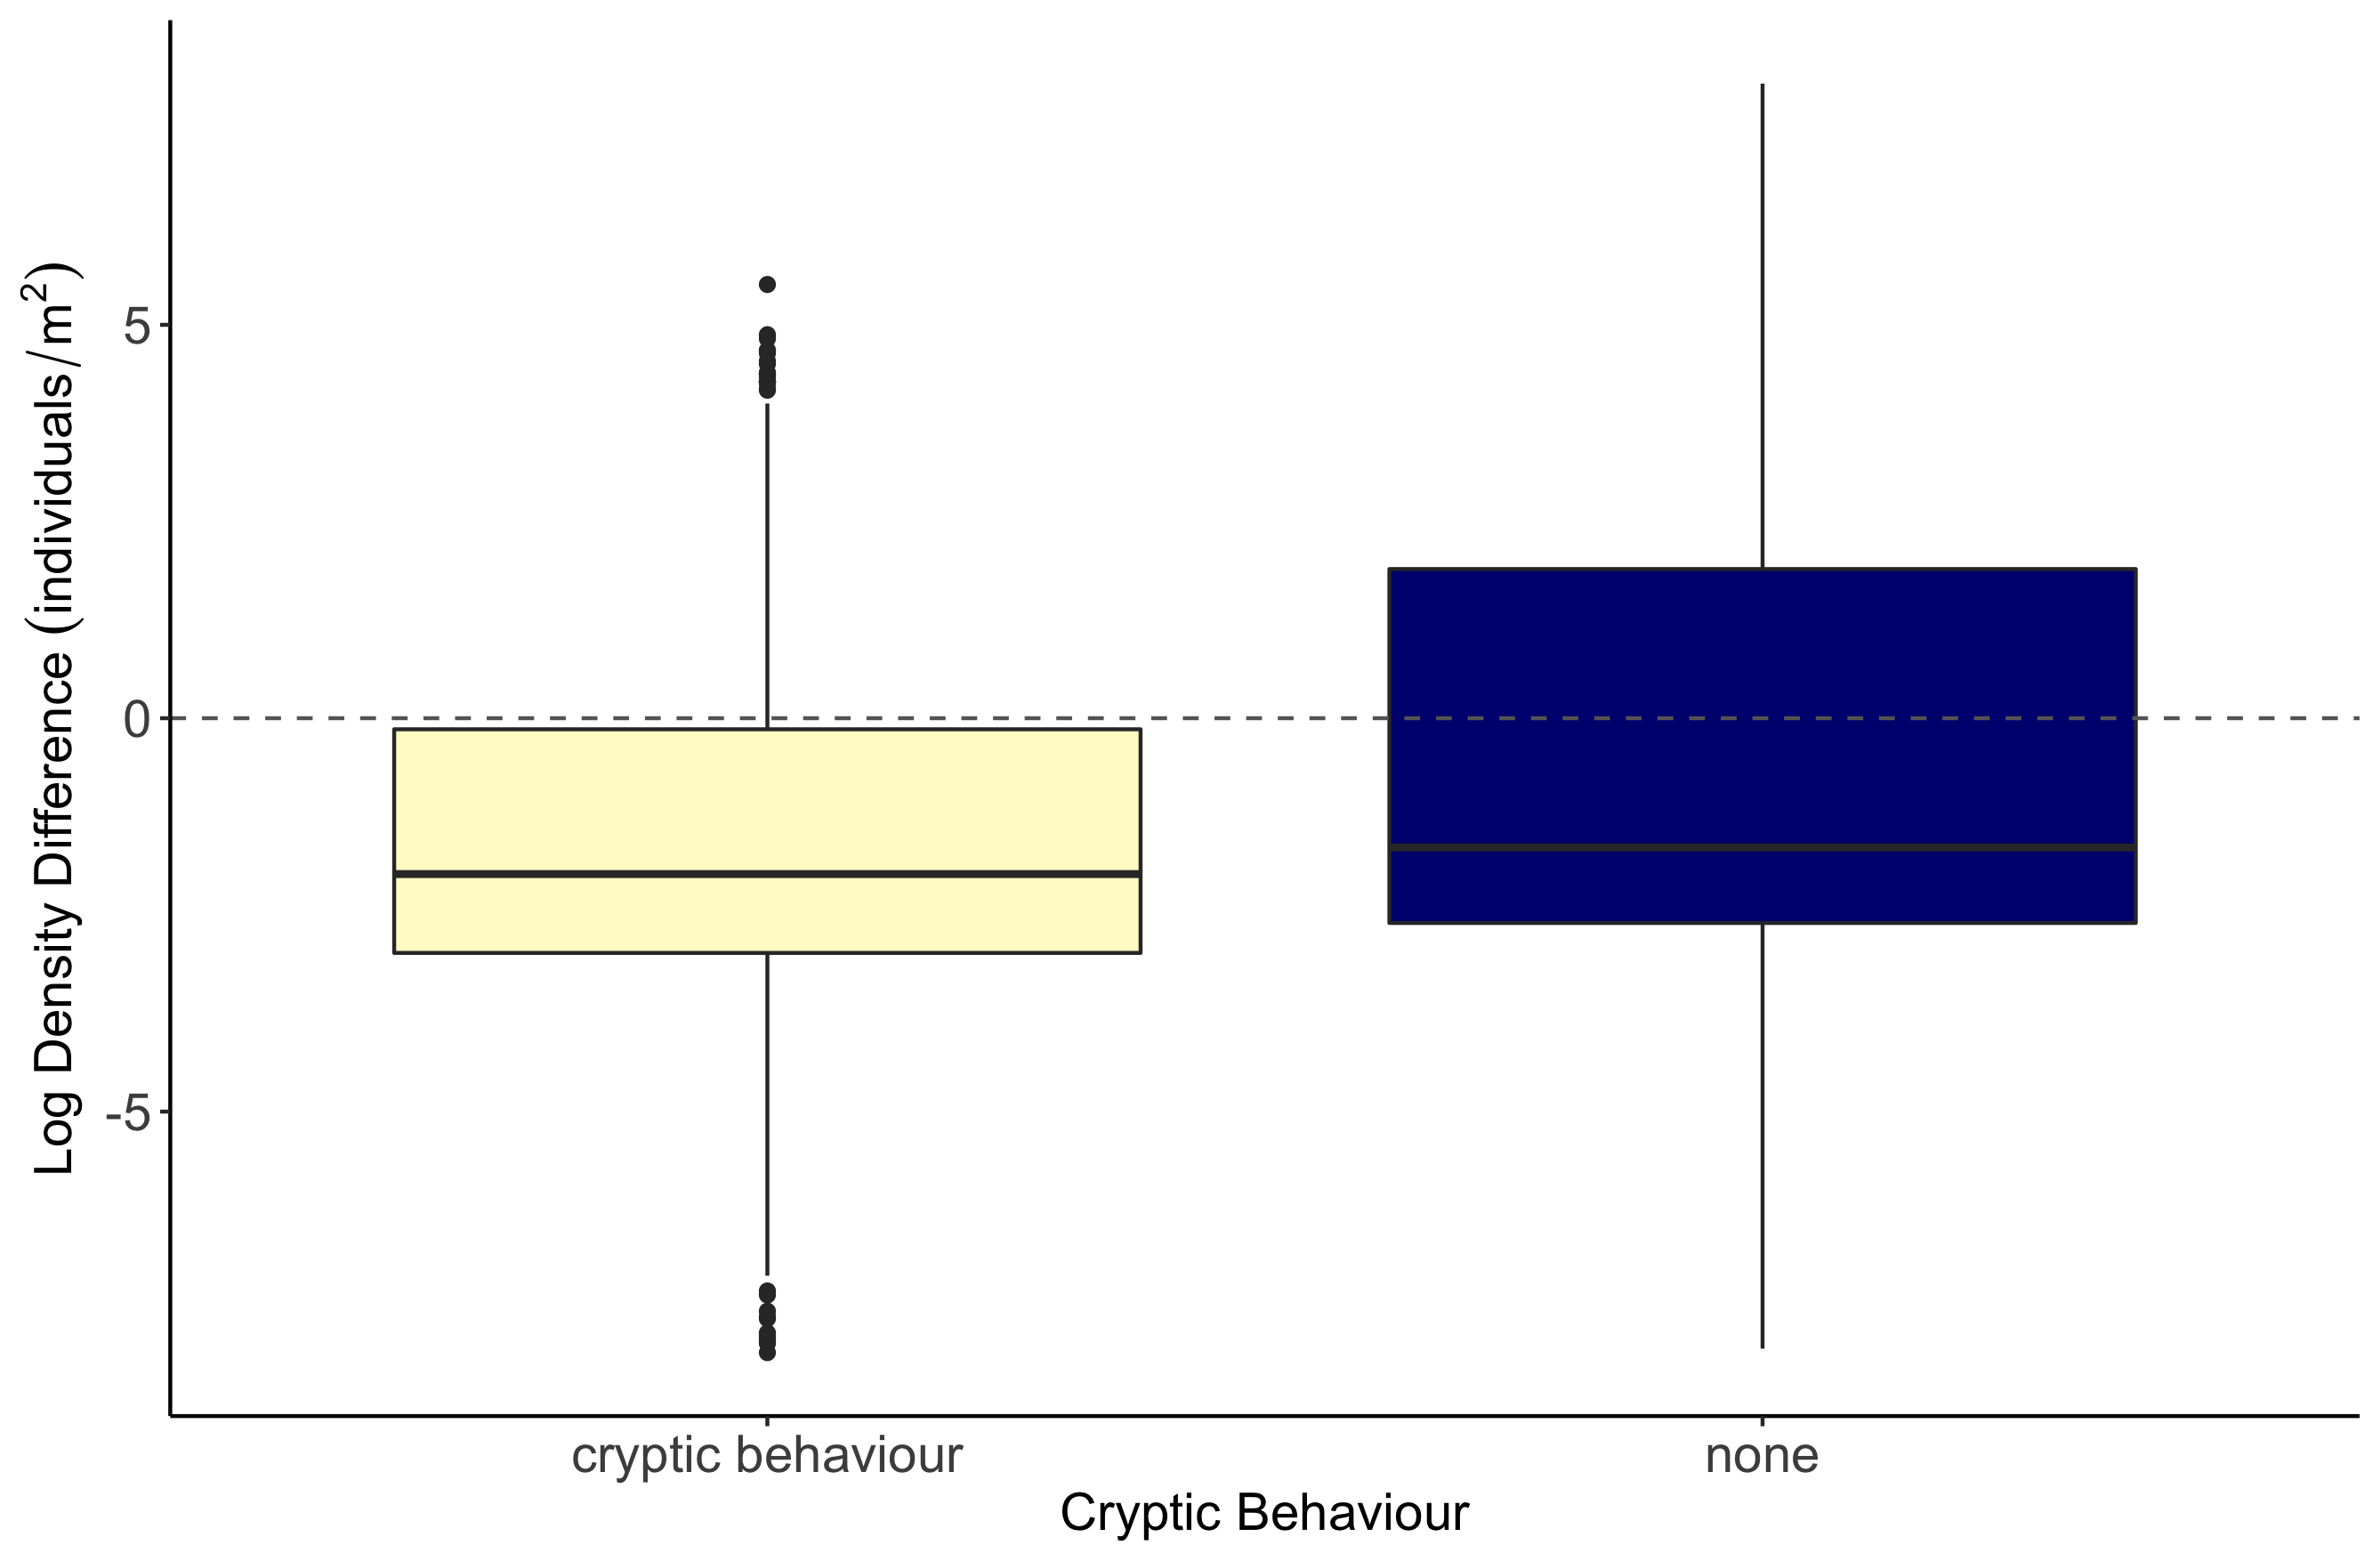 Log Density Difference (individuals/m²)
5
0
-5
cryptic behaviour
none
Cryptic Behaviour